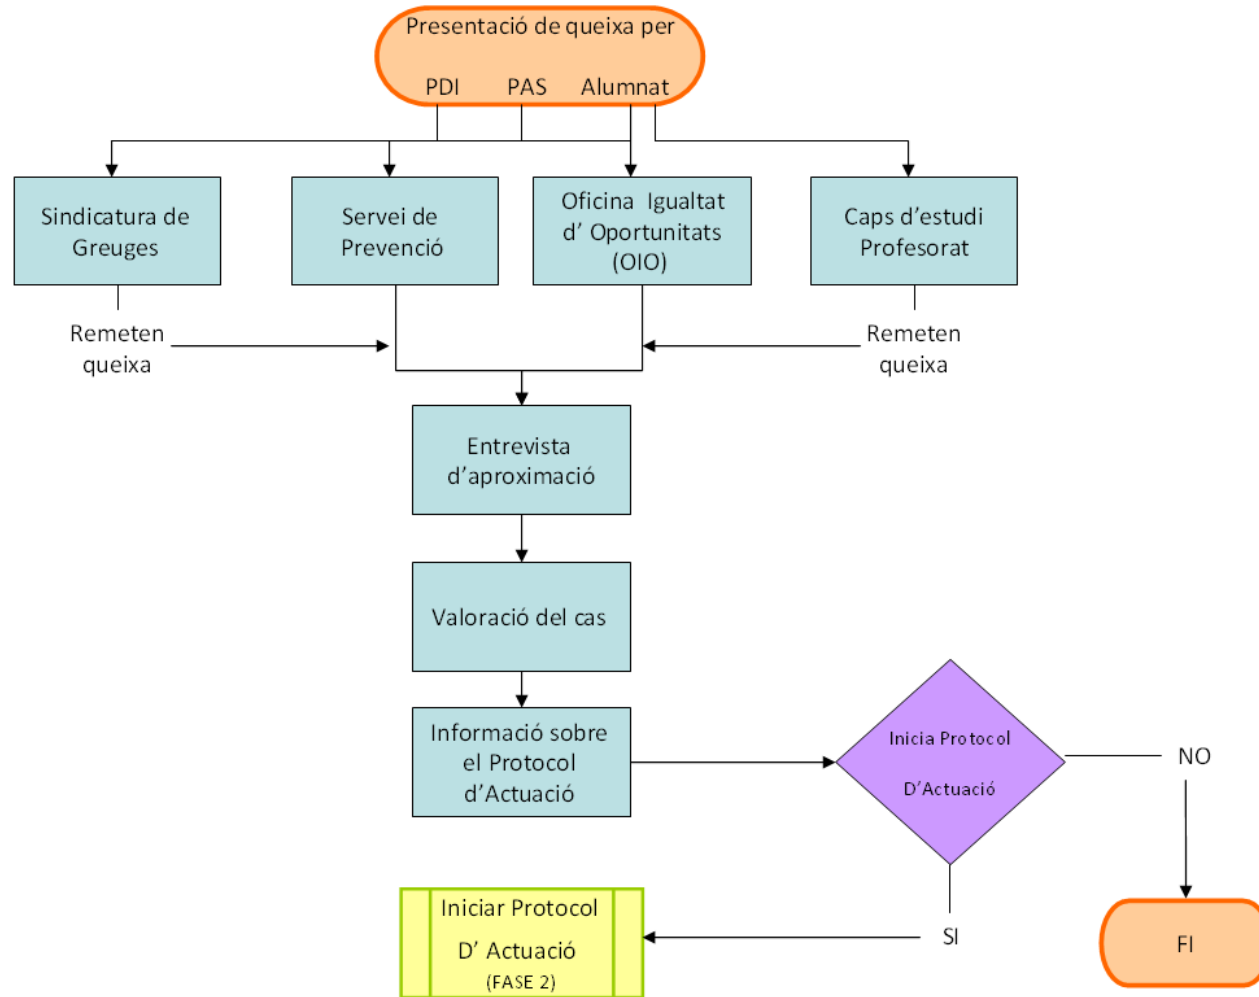 Presentació de queixa per
PDI PAS Alumnat
Sindicatura de
Greuges
Servei de
Prevenció
Oficina Igualtat
d' Oportunitats
(OIO)
Caps d'estudi
Profesorat
Remeten
queixa
Remeten
queixa
Entrevista
d'aproximació
Valoració del cas
Informació sobre
el Protocol
d'Actuació
Inicia Protocol
D'Actuació
NO
SI
Iniciar Protocol
D' Actuació
(FASE 2)
FI